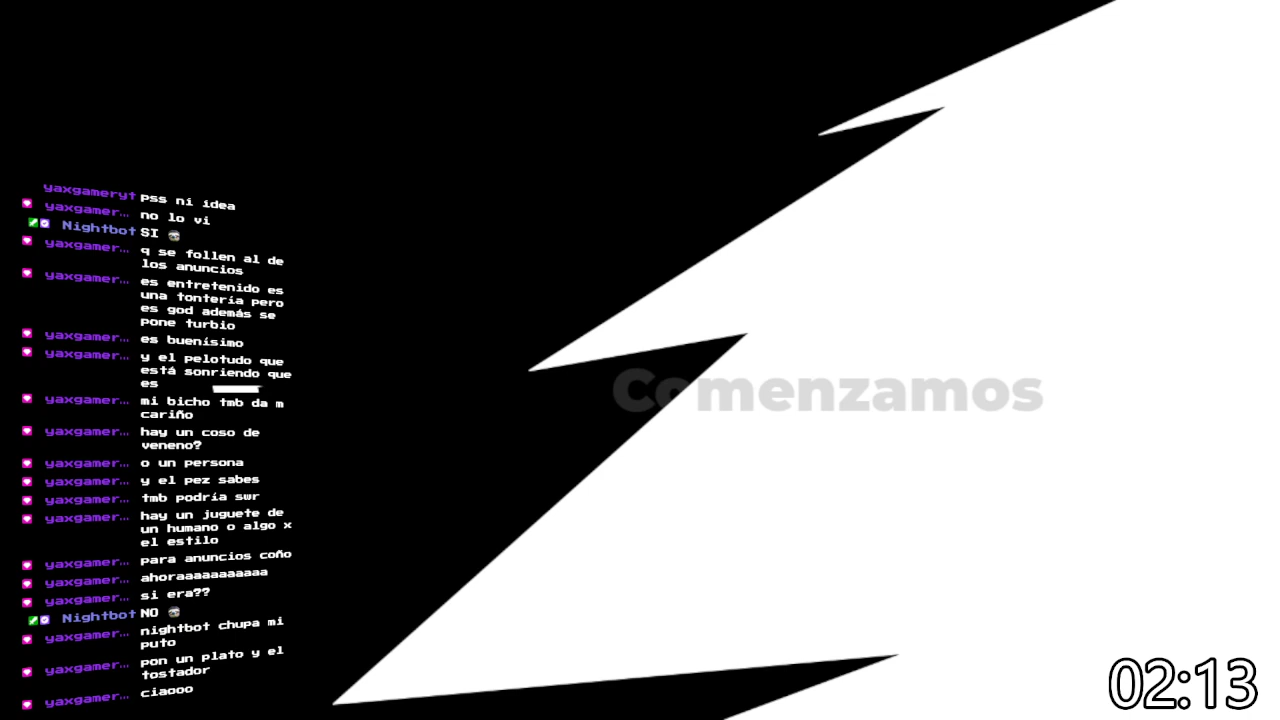 yaxgameryt pss ni idea
yaxgamer... no lo vi
Nightbot SI
yaxgamer... q se follen al de
los anuncios
yaxgamer... es entretenido es
una tontería pero
es god además se
pone turbio
yaxgamer... es buenísimo
yaxgamer... y el pelotudo que
está sonriendo que
es
yaxgamer... mi bicho tmb da m
cariño
yaxgamer... hay un coso de
veneno?
yaxgamer... o un persona
yaxgamer... y el pez sabes
yaxgamer... tmb podría swr
yaxgamer... hay un juguete de
un humano o algo x
el estilo
yaxgamer... para anuncios coño
yaxgamer... ahoraaaaaaaaaaa
yaxgamer... si era??
Nightbot NO
yaxgamer... nightbot chupa mi
puto
yaxgamer... pon un plato y el
tostador
yaxgamer... ciaooo
Comenzamos
02:13